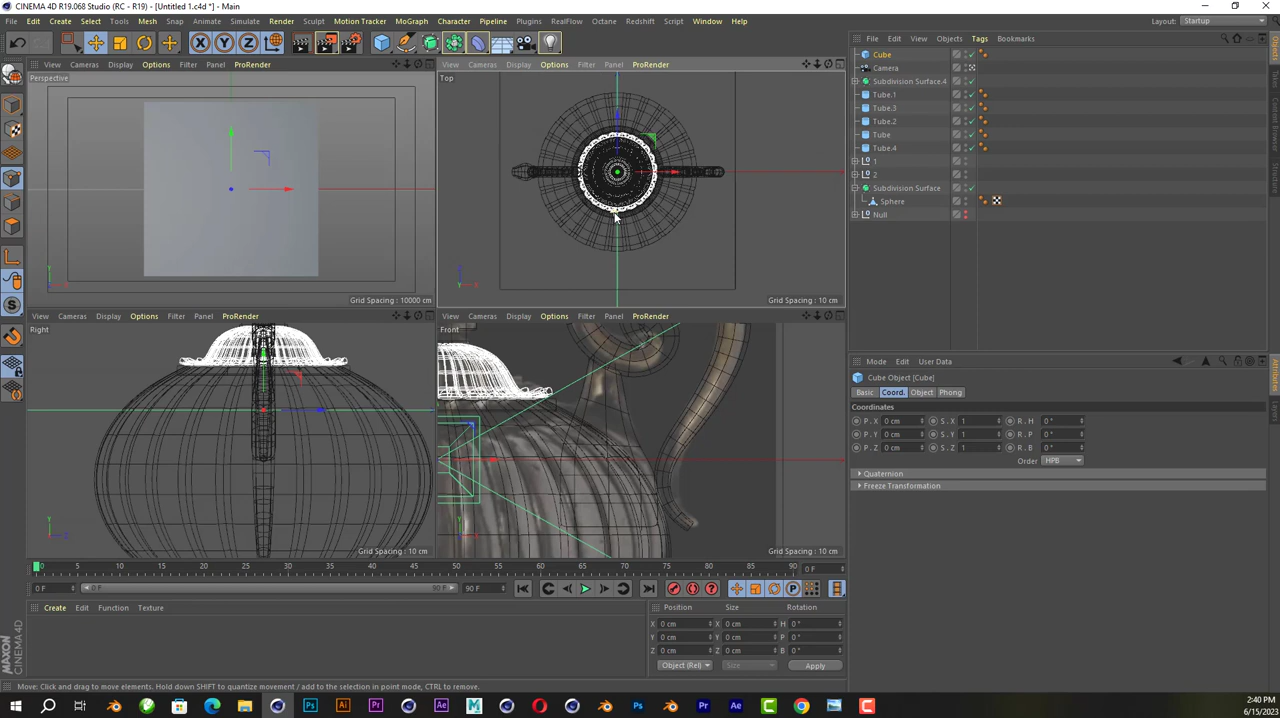 CINEMA 4D R19.068 Studio (RC - R19) - [Untitled 1.c4d *] - Main
File Edit Create Select Tools Mesh Snap Animate Simulate Render Sculpt Motion Tracker MoGraph Character Pipeline Plugins RealFlow Octane Redshift Script Window Help Layout: Startup
View Cameras Display Options Filter Panel ProRender
Perspective
Grid Spacing : 10000 cm
View Cameras Display Options Filter Panel ProRender
Top
Grid Spacing : 10 cm
View Cameras Display Options Filter Panel ProRender
Right
Grid Spacing : 10 cm
View Cameras Display Options Filter Panel ProRender
Front
Grid Spacing : 10 cm
File Edit View Objects Tags Bookmarks
Cube
Camera
Subdivision Surface.4
Tube.1
Tube.3
Tube.2
Tube
Tube.4
1
2
Subdivision Surface
Sphere
Null
Mode Edit User Data
Cube Object [Cube]
Basic Coord. Object Phong
Coordinates
P . X 0 cm S . X 1 R . H 0 °
P . Y 0 cm S . Y 1 R . P 0 °
P . Z 0 cm S . Z 1 R . B 0 °
Order HPB
Quaternion
Freeze Transformation
0 5 10 15 20 25 30 35 40 45 50 55 60 65 70 75 80 85 90 0 F
0 F 0 F 90 F 90 F
Create Edit Function Texture
Position Size Rotation
X 0 cm X 0 cm H 0 °
Y 0 cm Y 0 cm P 0 °
Z 0 cm Z 0 cm B 0 °
Object (Rel) Size Apply
MAXON CINEMA 4D
Move: Click and drag to move elements. Hold down SHIFT to quantize movement / add to the selection in point mode, CTRL to remove.
2:40 PM
6/15/2023